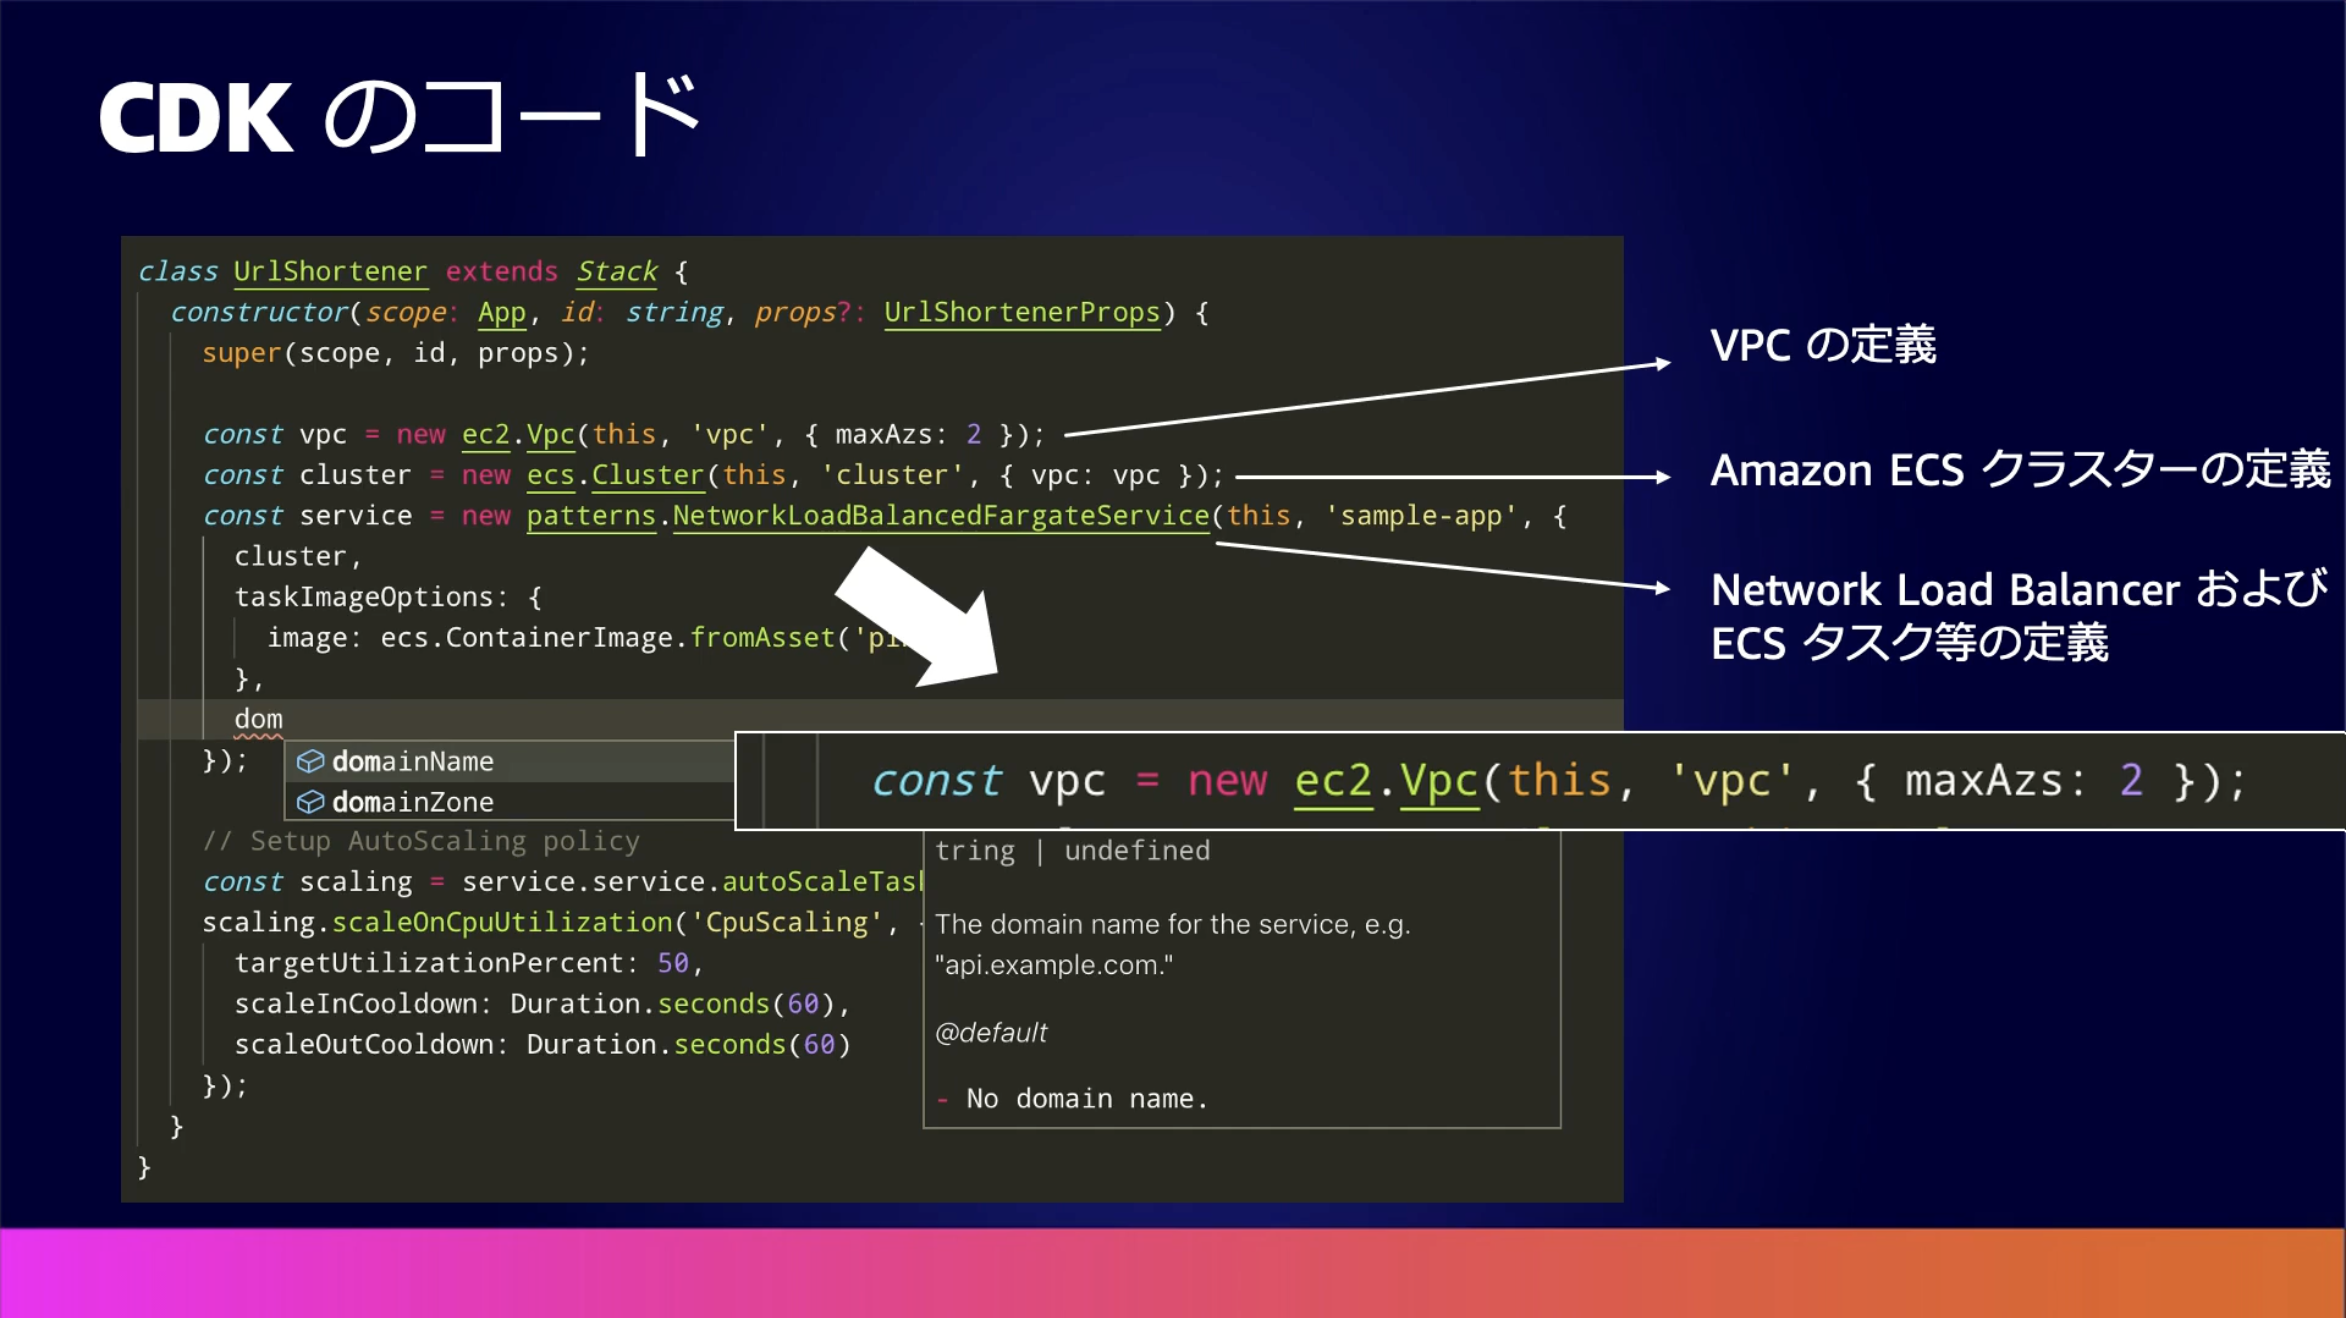 CDK のコード
class UrlShortener extends Stack {
constructor(scope: App, id: string, props?: UrlShortenerProps) {
super(scope, id, props);
const vpc = new ec2.Vpc(this, 'vpc', { maxAzs: 2 });
const cluster = new ecs.Cluster(this, 'cluster', { vpc: vpc });
const service = new patterns.NetworkLoadBalancedFargateService(this, 'sample-app', {
cluster,
taskImageOptions: {
image: ecs.ContainerImage.fromAsset(
},
dom
});
domainName
domainZone
// Setup AutoScaling policy
const scaling = service.service.
scaling.scaleOnCpuUtilization('CpuScaling',
targetUtilizationPercent: 50,
scaleInCooldown: Duration.seconds(60),
scaleOutCooldown: Duration.seconds(60)
});
}
}
const vpc = new ec2.Vpc(this, 'vpc', { maxAzs: 2 });
tring | undefined
The domain name for the service, e.g.
"api.example.com."
@default
- No domain name.
VPC の定義
Amazon ECS クラスターの定義
Network Load Balancer および
ECS タスク等の定義